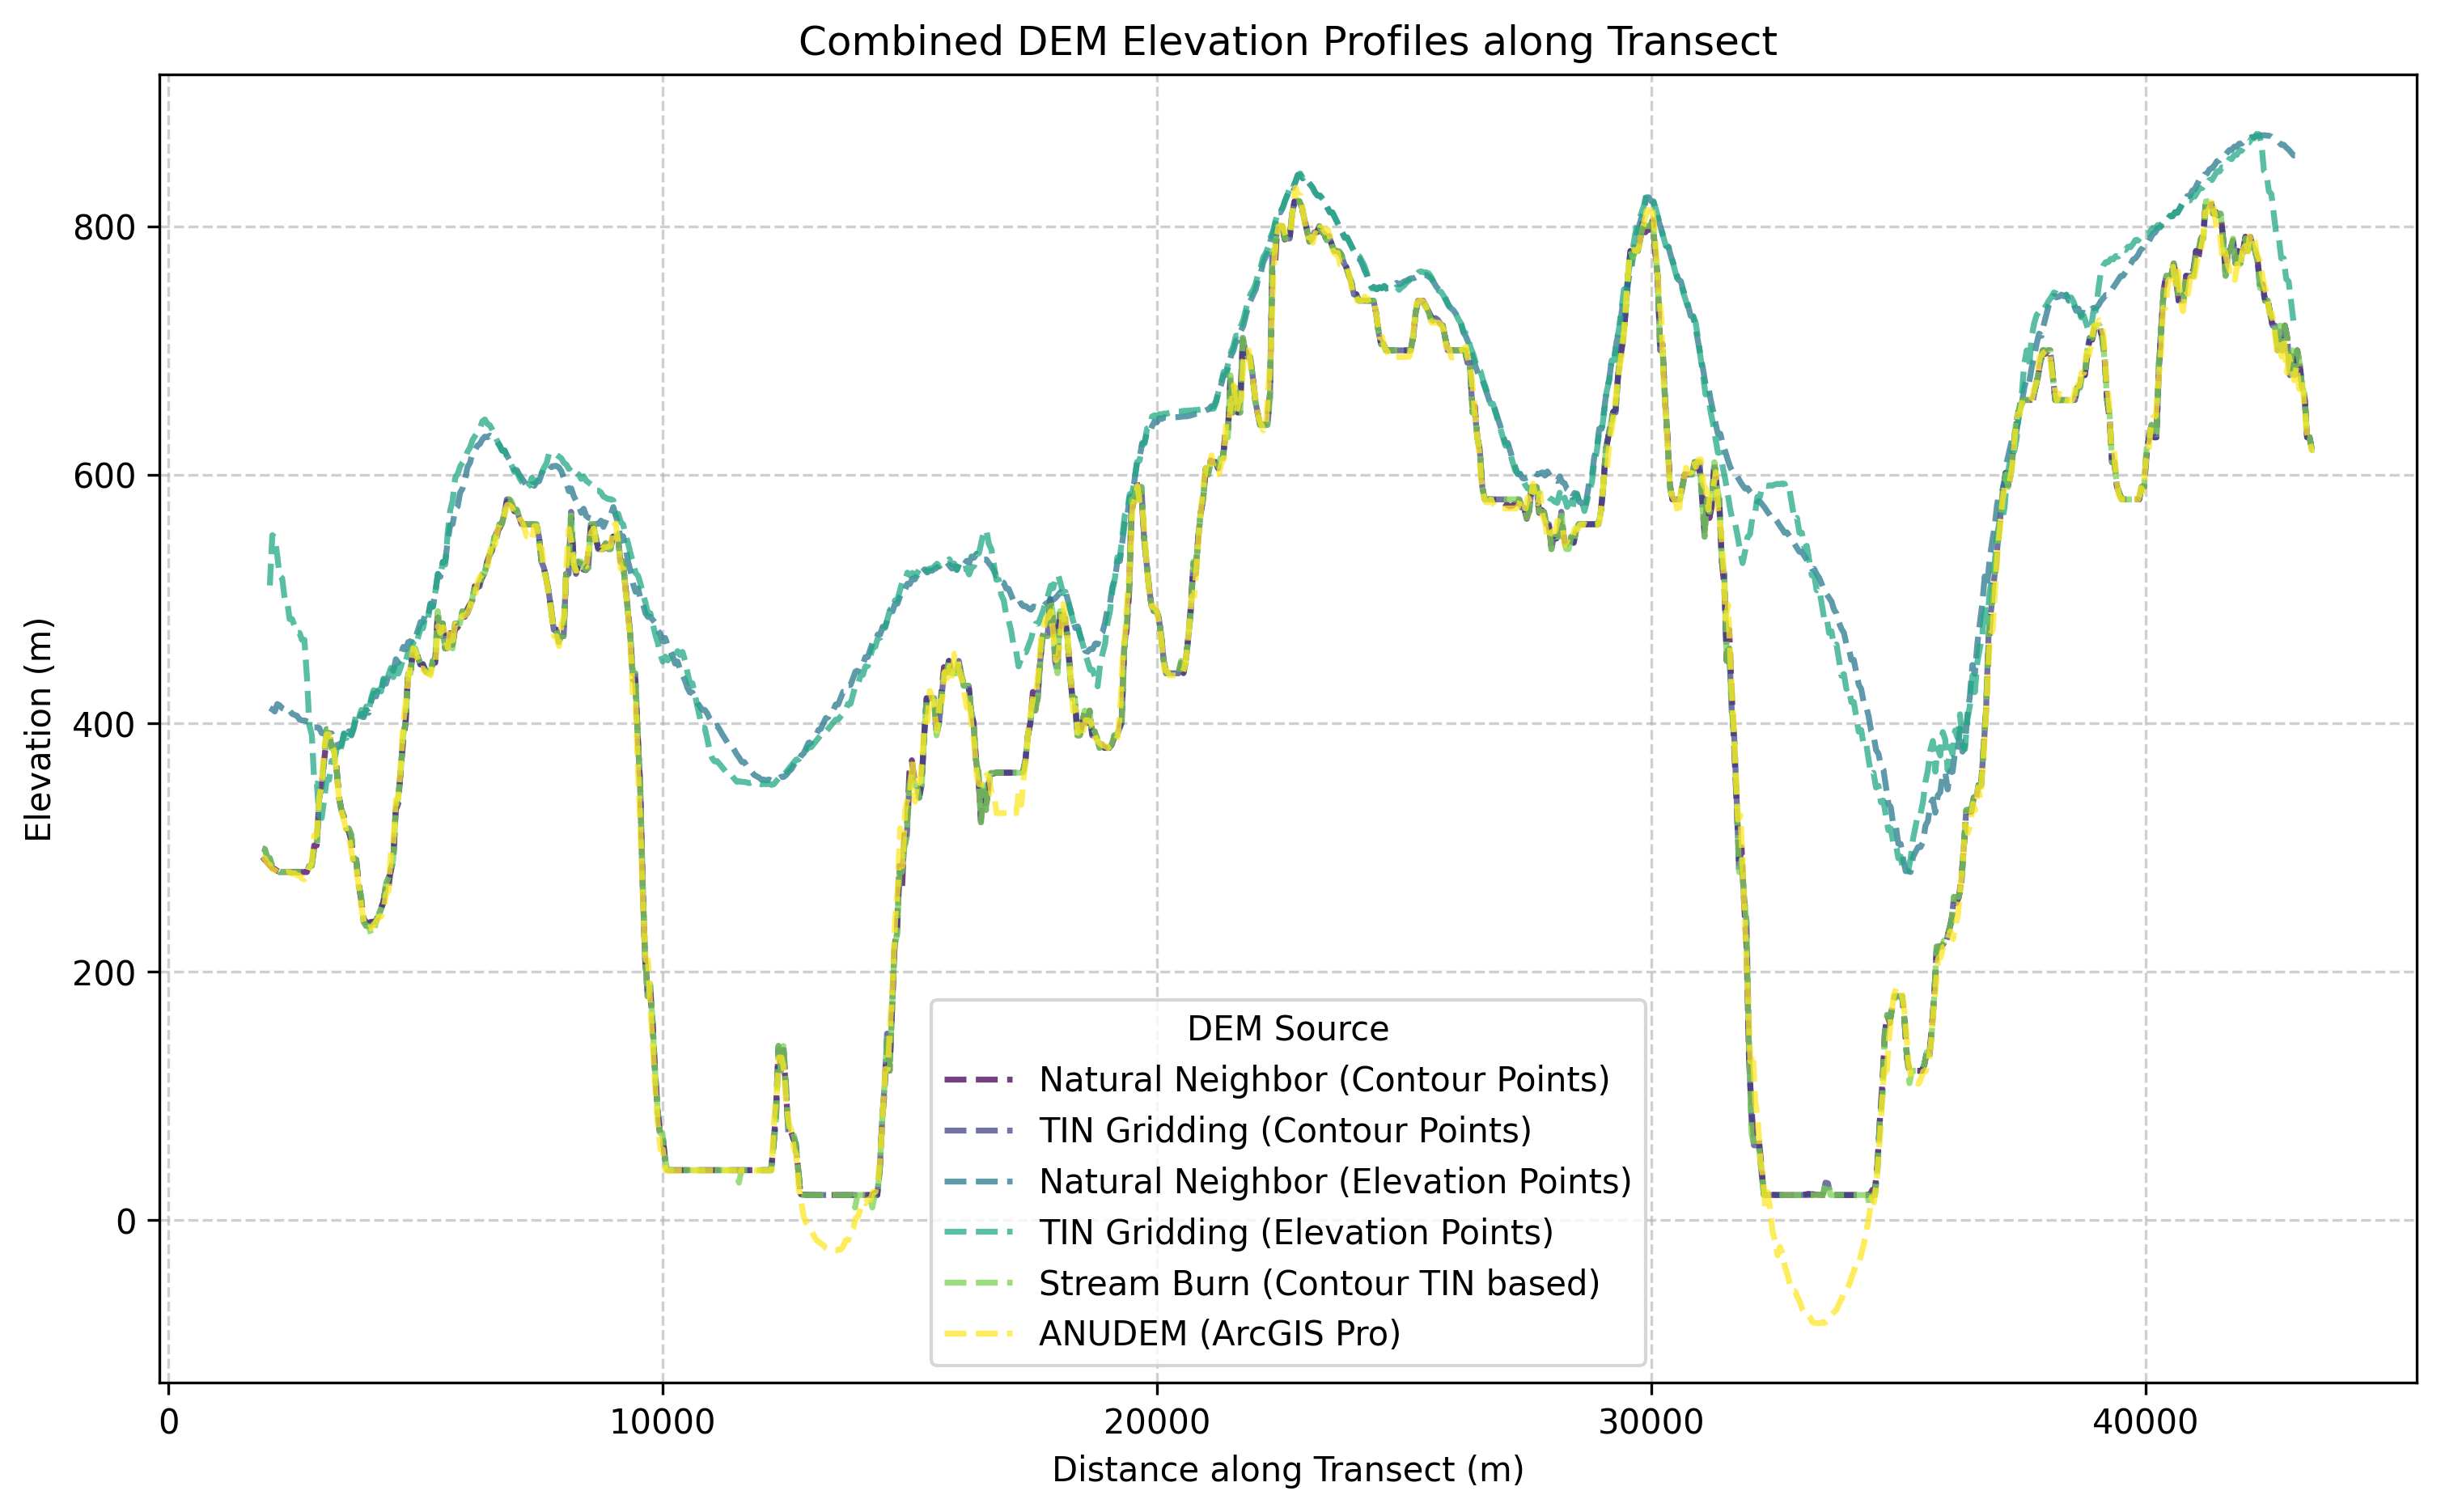 Combined DEM Elevation Profiles along Transect
Elevation (m)
800
600
400
200
0
DEM Source
Natural Neighbor (Contour Points)
TIN Gridding (Contour Points)
Natural Neighbor (Elevation Points)
TIN Gridding (Elevation Points)
Stream Burn (Contour TIN based)
ANUDEM (ArcGIS Pro)
0 10000 20000 30000 40000
Distance along Transect (m)